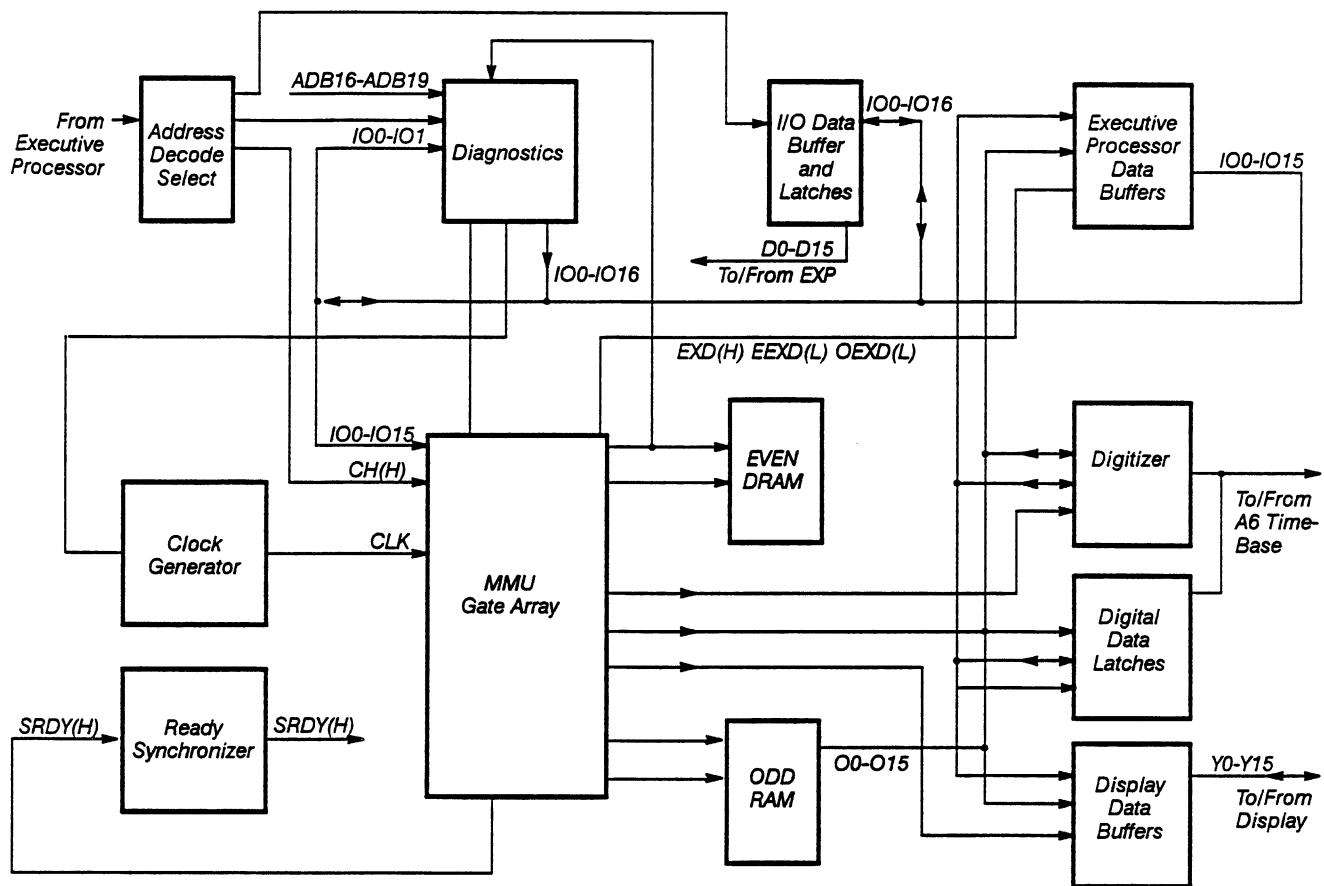 From
Executive
Processor
Address
Decode
Select
ADB16-ADB19
IO0-IO1
Diagnostics
IO0-IO16
I/O Data
Buffer
and
Latches
IO0-IO16
D0-D15
To/From EXP
Executive
Processor
Data
Buffers
IO0-IO15
EXD(H) EEXD(L) OEXD(L)
IO0-IO15
CH(H)
CLK
Clock
Generator
MMU
Gate Array
EVEN
DRAM
Digitizer
To/From
A6 Time-
Base
Digital
Data
Latches
SRDY(H)
Ready
Synchronizer
SRDY(H)
ODD
RAM
O0-O15
Display
Data
Buffers
Y0-Y15
To/From
Display